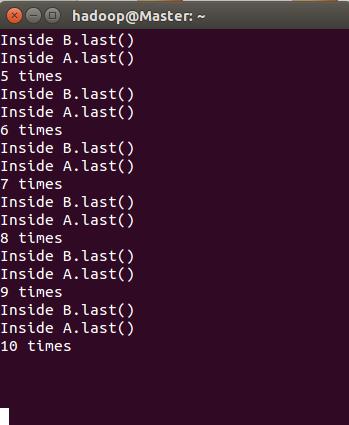 hadoop@Master: ~
Inside B.last()
Inside A.last()
5 times
Inside B.last()
Inside A.last()
6 times
Inside B.last()
Inside A.last()
7 times
Inside B.last()
Inside A.last()
8 times
Inside B.last()
Inside A.last()
9 times
Inside B.last()
Inside A.last()
10 times